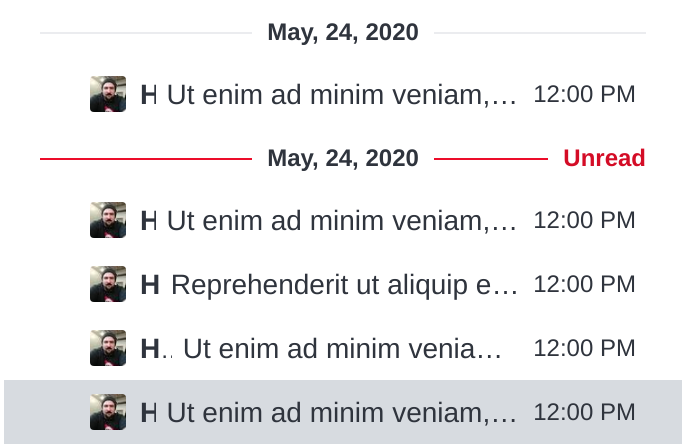 May, 24, 2020
H Ut enim ad minim veniam,… 12:00 PM
May, 24, 2020 Unread
H Ut enim ad minim veniam,… 12:00 PM
H Reprehenderit ut aliquip e… 12:00 PM
H.. Ut enim ad minim venia… 12:00 PM
H Ut enim ad minim veniam,… 12:00 PM